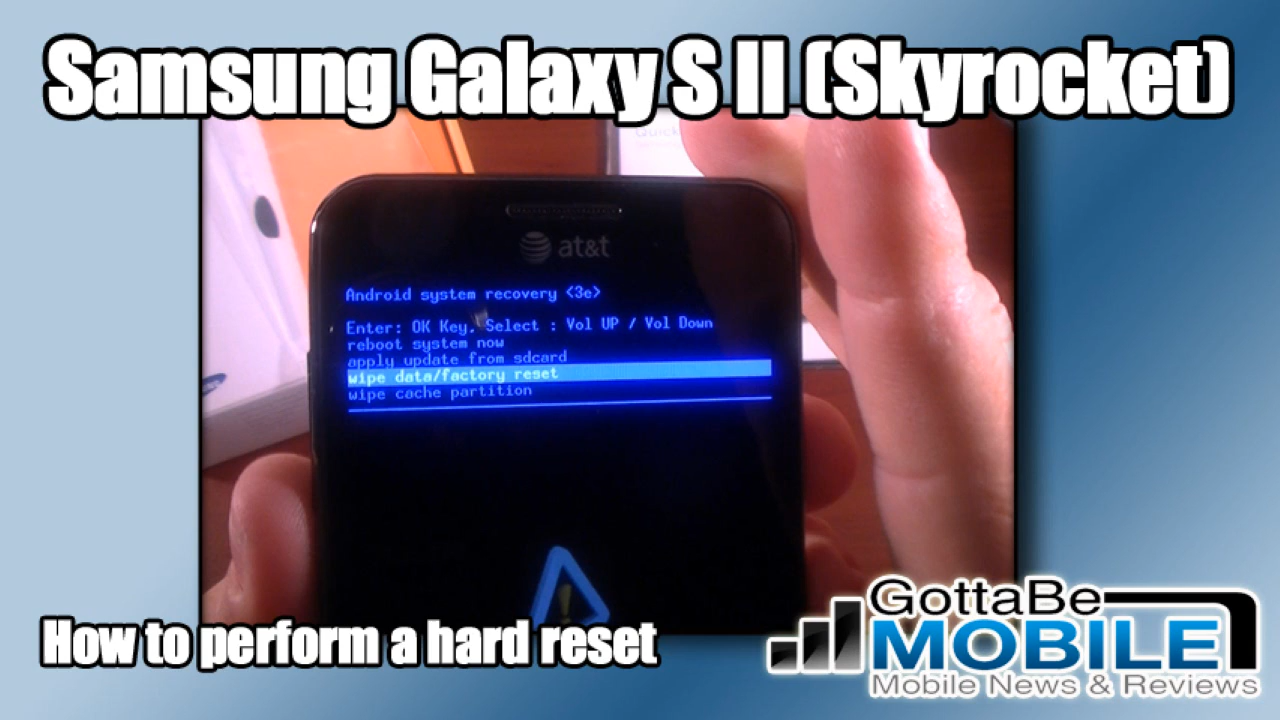 Samsung Galaxy S II (Skyrocket)
Quick
at&t
Android system recovery <3e>
Enter: OK Key, Select : Vol UP / Vol Down
reboot system now
apply update from sdcard
wipe data/factory reset
wipe cache partition
How to perform a hard reset
GottaBe
MOBILE
Mobile News & Reviews